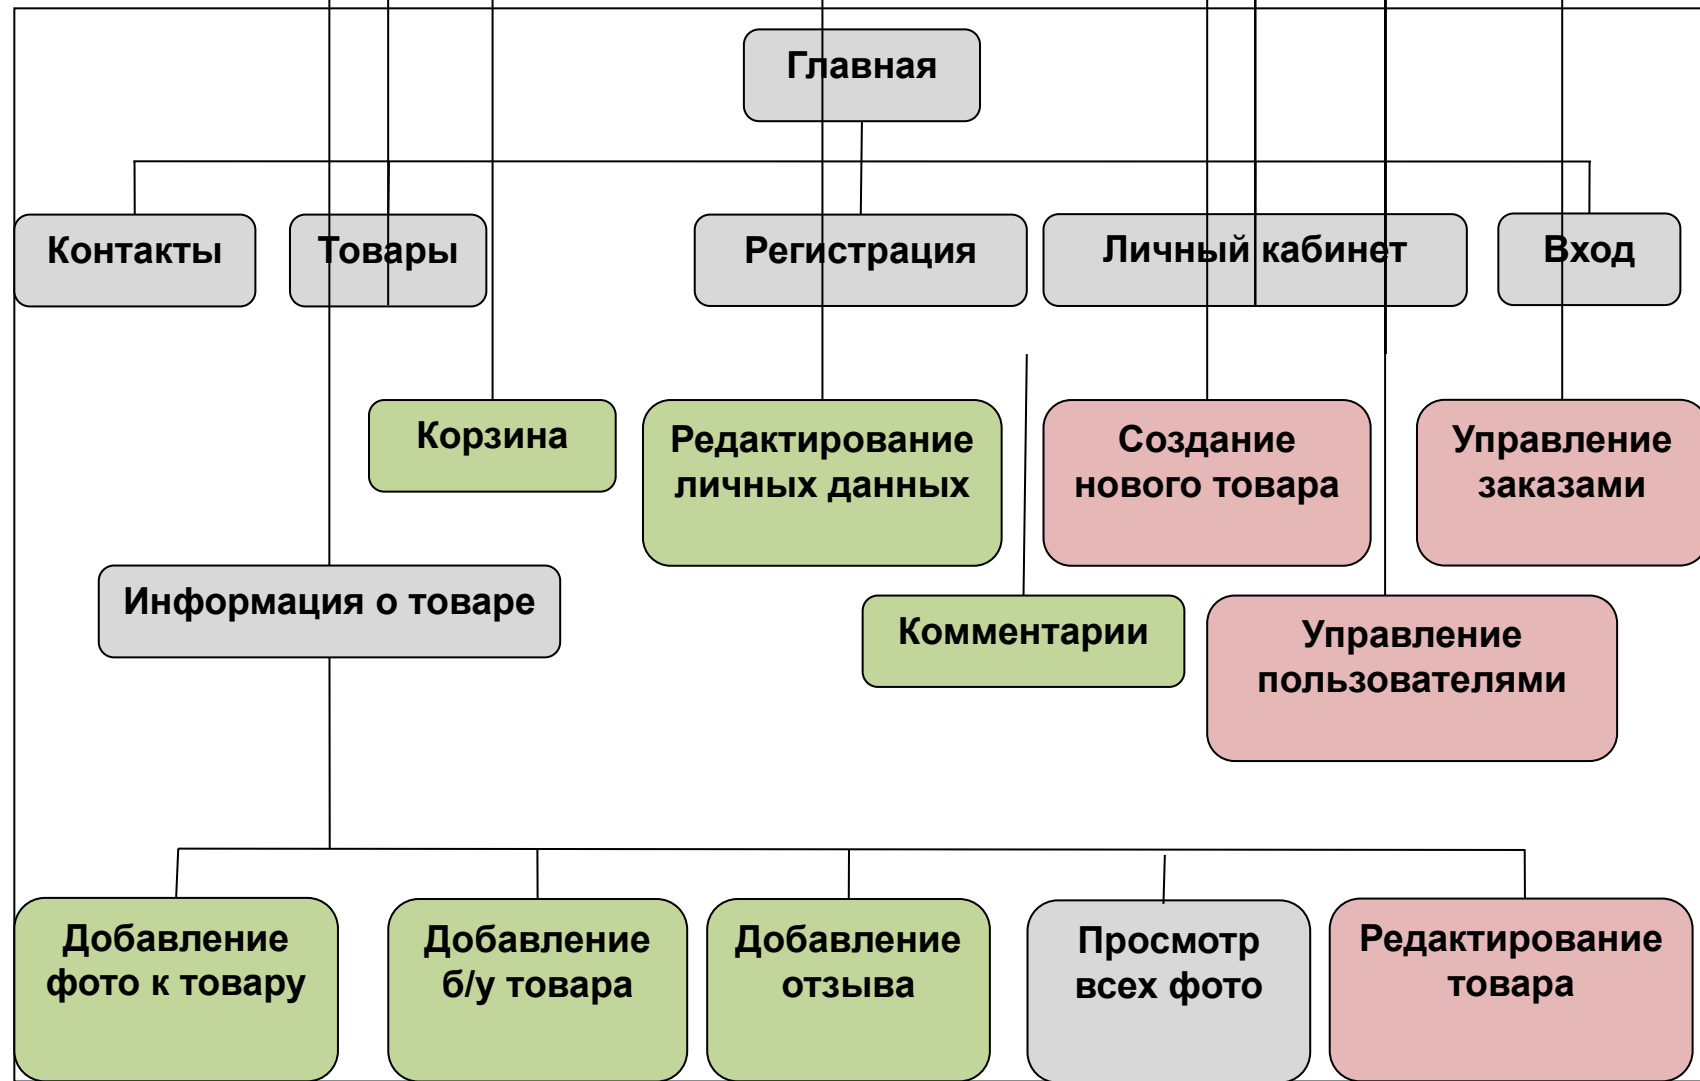 Главная
Контакты
Товары
Регистрация
Личный кабинет
Вход
Корзина
Редактирование
личных данных
Создание
нового товара
Управление
заказами
Информация о товаре
Комментарии
Управление
пользователями
Добавление
фото к товару
Добавление
б/у товара
Добавление
отзыва
Просмотр
всех фото
Редактирование
товара